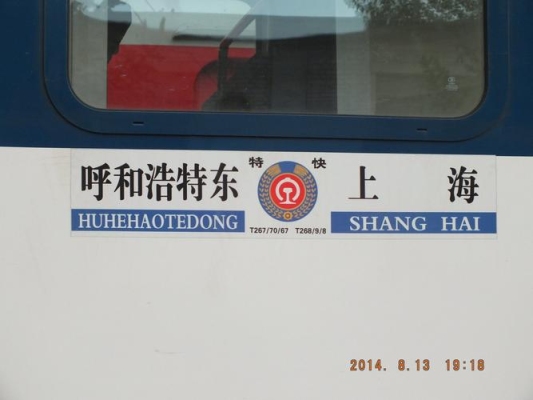 呼和浩特东
HUHEHAOTEDONG
特 快
T267/70/67 T268/9/8
上 海
SHANG HAI
2014. 8.13 19:18